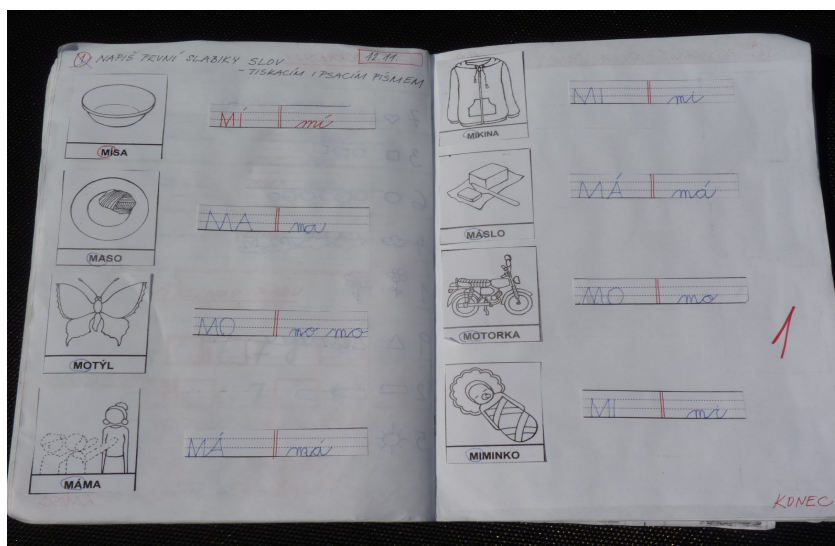 1 NAPIŠ PRVNÍ SLABIKY SLOV 12.11.
- TISKACÍM I PSACÍM PÍSMEM
MÍ mí
MÍSA
MA ma
MASO
MO mo mo
MOTÝL
MÁ má
MÁMA
MI mi
MIKINA
MÁ má
MÁSLO
MO mo
MOTORKA
1
MI mi
MIMINKO
KONEC